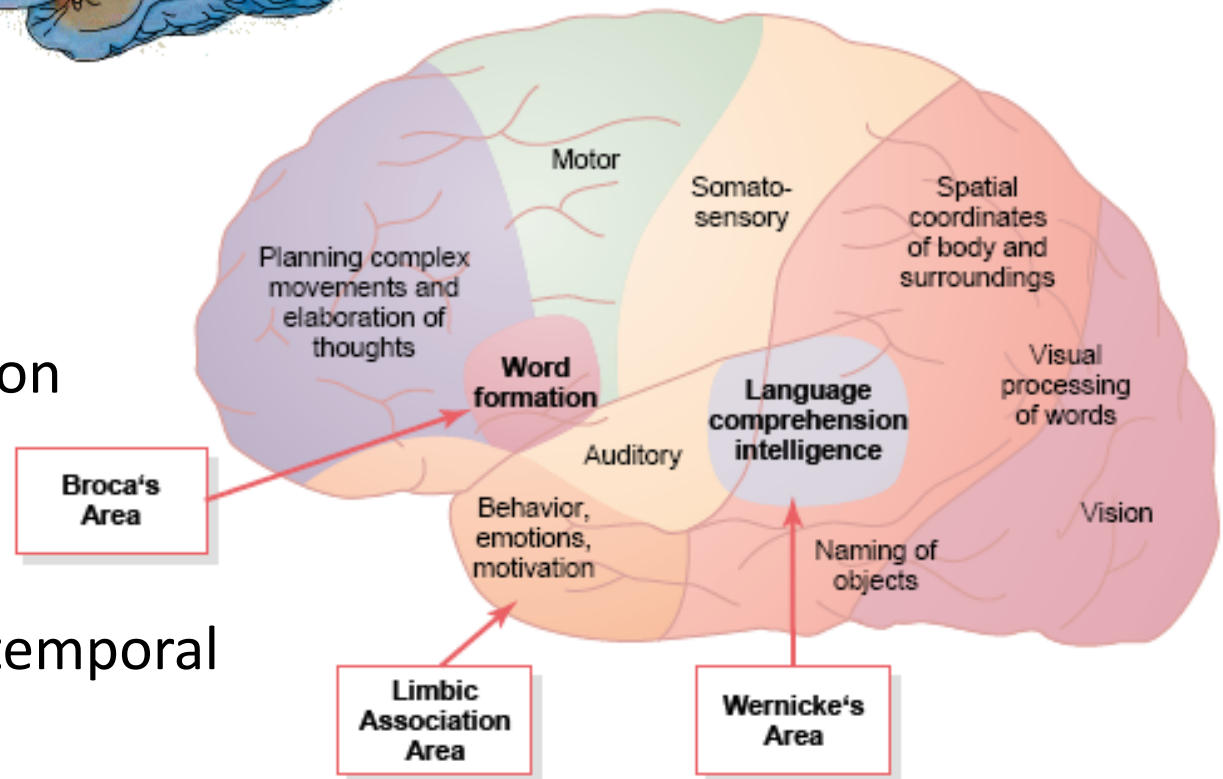 Motor
Somato-
sensory
Spatial
coordinates
of body and
surroundings
Planning complex
movements and
elaboration of
thoughts
on
Word
formation
Visual
processing
of words
Language
comprehension
intelligence
Auditory
Broca‘s
Area
Behavior,
emotions,
motivation
Vision
Naming of
objects
temporal
Limbic
Association
Area
Wernicke‘s
Area